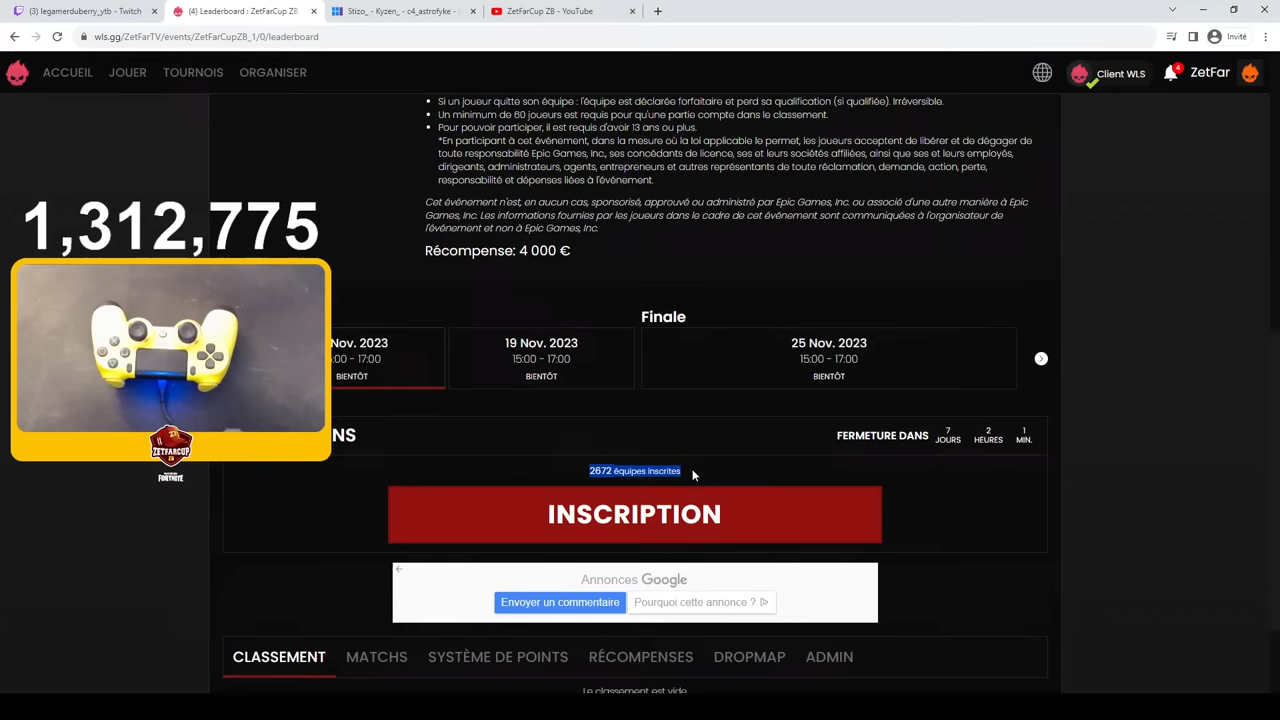 (3) legamerduberry_ytb - Twitch
(4) Leaderboard : ZetFarCup ZB
Stizo_ - Kyzen_ - c4_astrofyke -
ZetFarCup ZB - YouTube
wls.gg/ZetFarTV/events/ZetFarCupZB_1/0/leaderboard
Invité
ACCUEIL JOUER TOURNOIS ORGANISER
Client WLS
4
ZetFar
• Si un joueur quitte son équipe : l'équipe est déclarée forfaitaire et perd sa qualification (si qualifiée). Irréversible.
• Un minimum de 60 joueurs est requis pour qu'une partie compte dans le classement.
• Pour pouvoir participer, il est requis d'avoir 13 ans ou plus.
*En participant à cet événement, dans la mesure où la loi applicable le permet, les joueurs acceptent de libérer et de dégager de
toute responsabilité Epic Games, Inc., ses concédants de licence, ses et leurs sociétés affiliées, ainsi que ses et leurs employés,
dirigeants, administrateurs, agents, entrepreneurs et autres représentants de toute réclamation, demande, action, perte,
responsabilité et dépenses liées à l'événement.
Cet événement n'est, en aucun cas, sponsorisé, approuvé ou administré par Epic Games, Inc. ou associé d'une autre manière à Epic
Games, Inc. Les informations fournies par les joueurs dans le cadre de cet événement sont communiquées à l'organisateur de
l'événement et non à Epic Games, Inc.
Récompense: 4 000 €
1,312,775
Finale
Nov. 2023
:00 - 17:00
BIENTÔT
19 Nov. 2023
15:00 - 17:00
BIENTÔT
25 Nov. 2023
15:00 - 17:00
BIENTÔT
ZETFARCUP
ZB
FORTNITE
NS
FERMETURE DANS
7 JOURS
2 HEURES
1 MIN.
2672 équipes inscrites
INSCRIPTION
Annonces Google
Envoyer un commentaire
Pourquoi cette annonce ?
CLASSEMENT MATCHS SYSTÈME DE POINTS RÉCOMPENSES DROPMAP ADMIN
Le classement est vide.